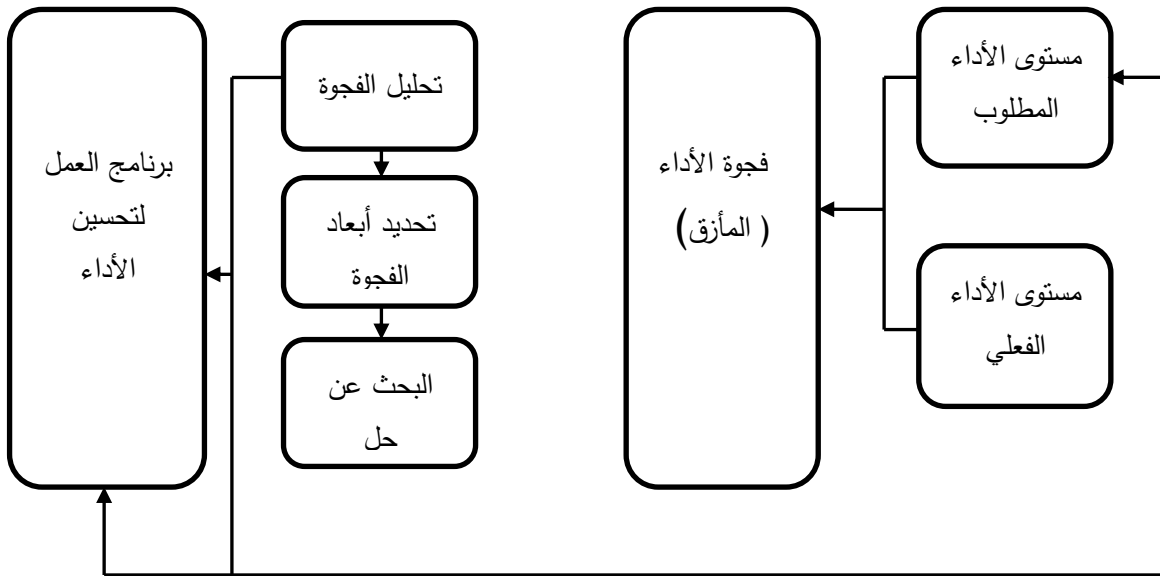 مستوى الأداء
المطلوب
مستوى الأداء
الفعلي
فجوة الأداء
( المأزق)
تحليل الفجوة
تحديد أبعاد
الفجوة
البحث عن
حل
برنامج العمل
لتحسين
الأداء